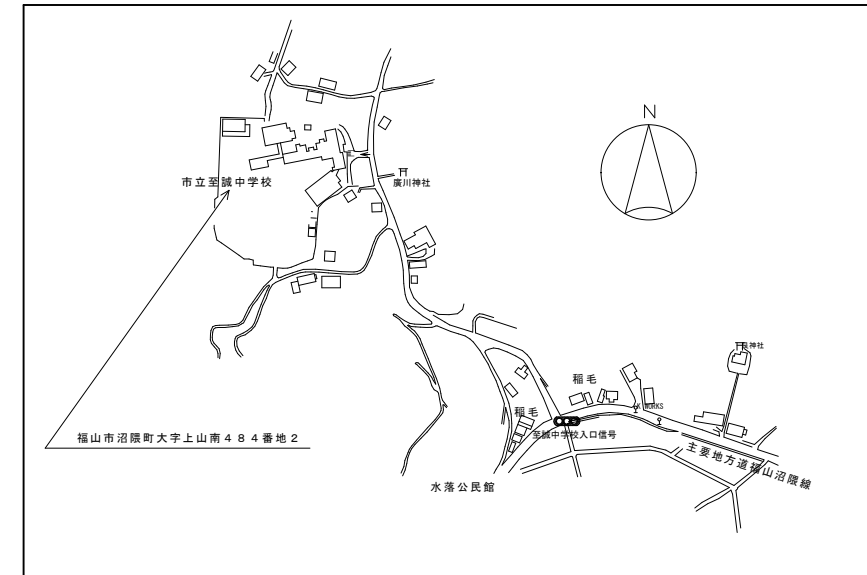 N
市立至誠中学校
廣川神社
稲毛
K WORKS
稲毛
至誠中学校入口信号
主要地方道福山沼隈線
福山市沼隈町大字上山南４８４番地２
水落公民館